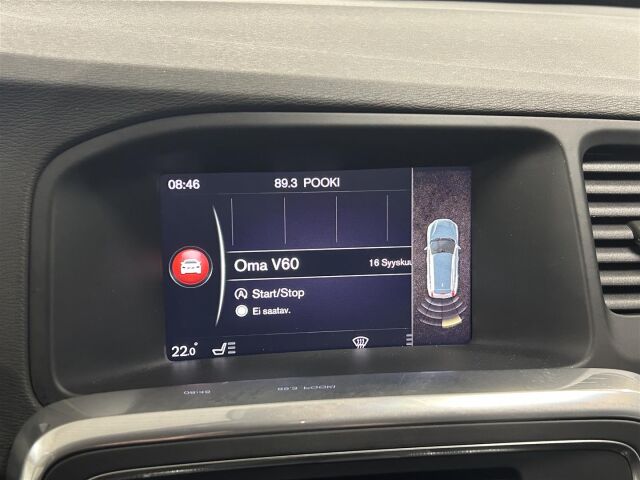 08:46 89.3 POOKI
Oma V60 16 Syysku
Start/Stop
Ei saatav.
22.0°